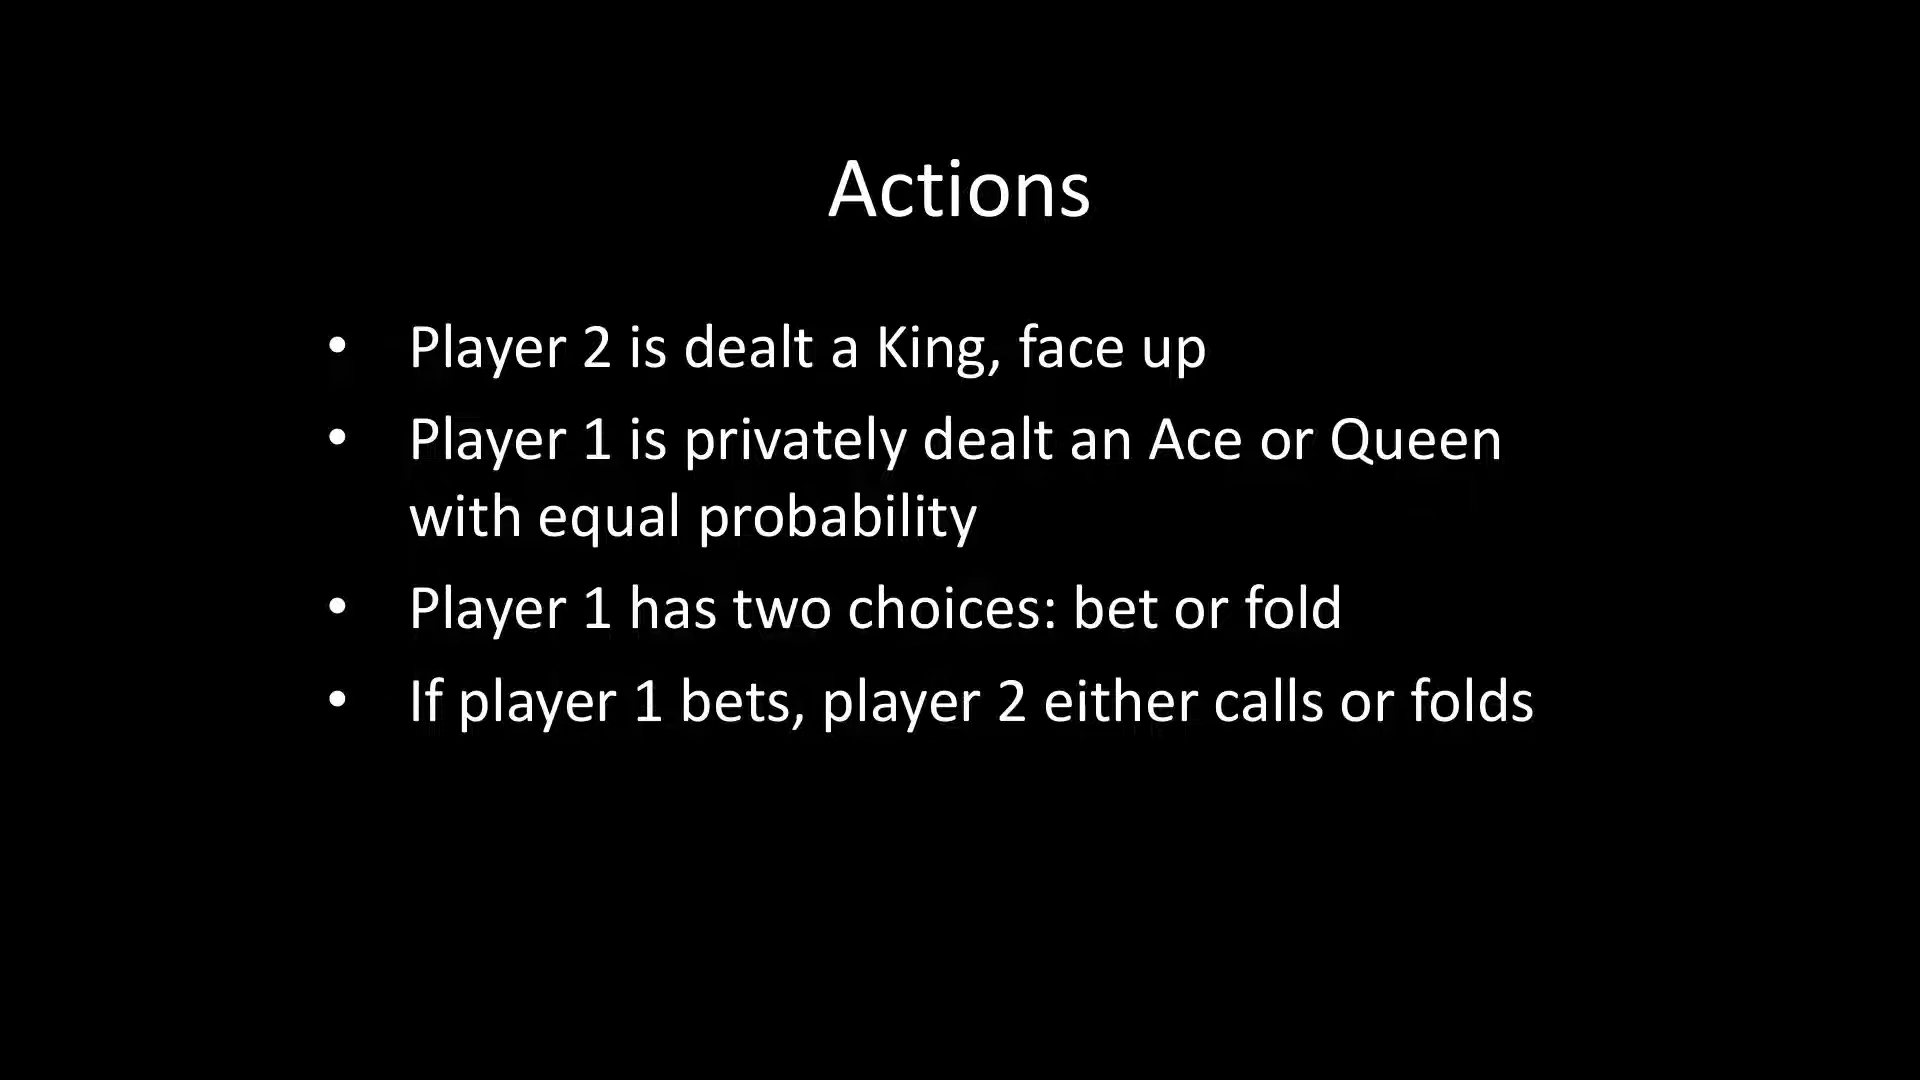 Actions
• Player 2 is dealt a King, face up
• Player 1 is privately dealt an Ace or Queen
with equal probability
• Player 1 has two choices: bet or fold
• If player 1 bets, player 2 either calls or folds